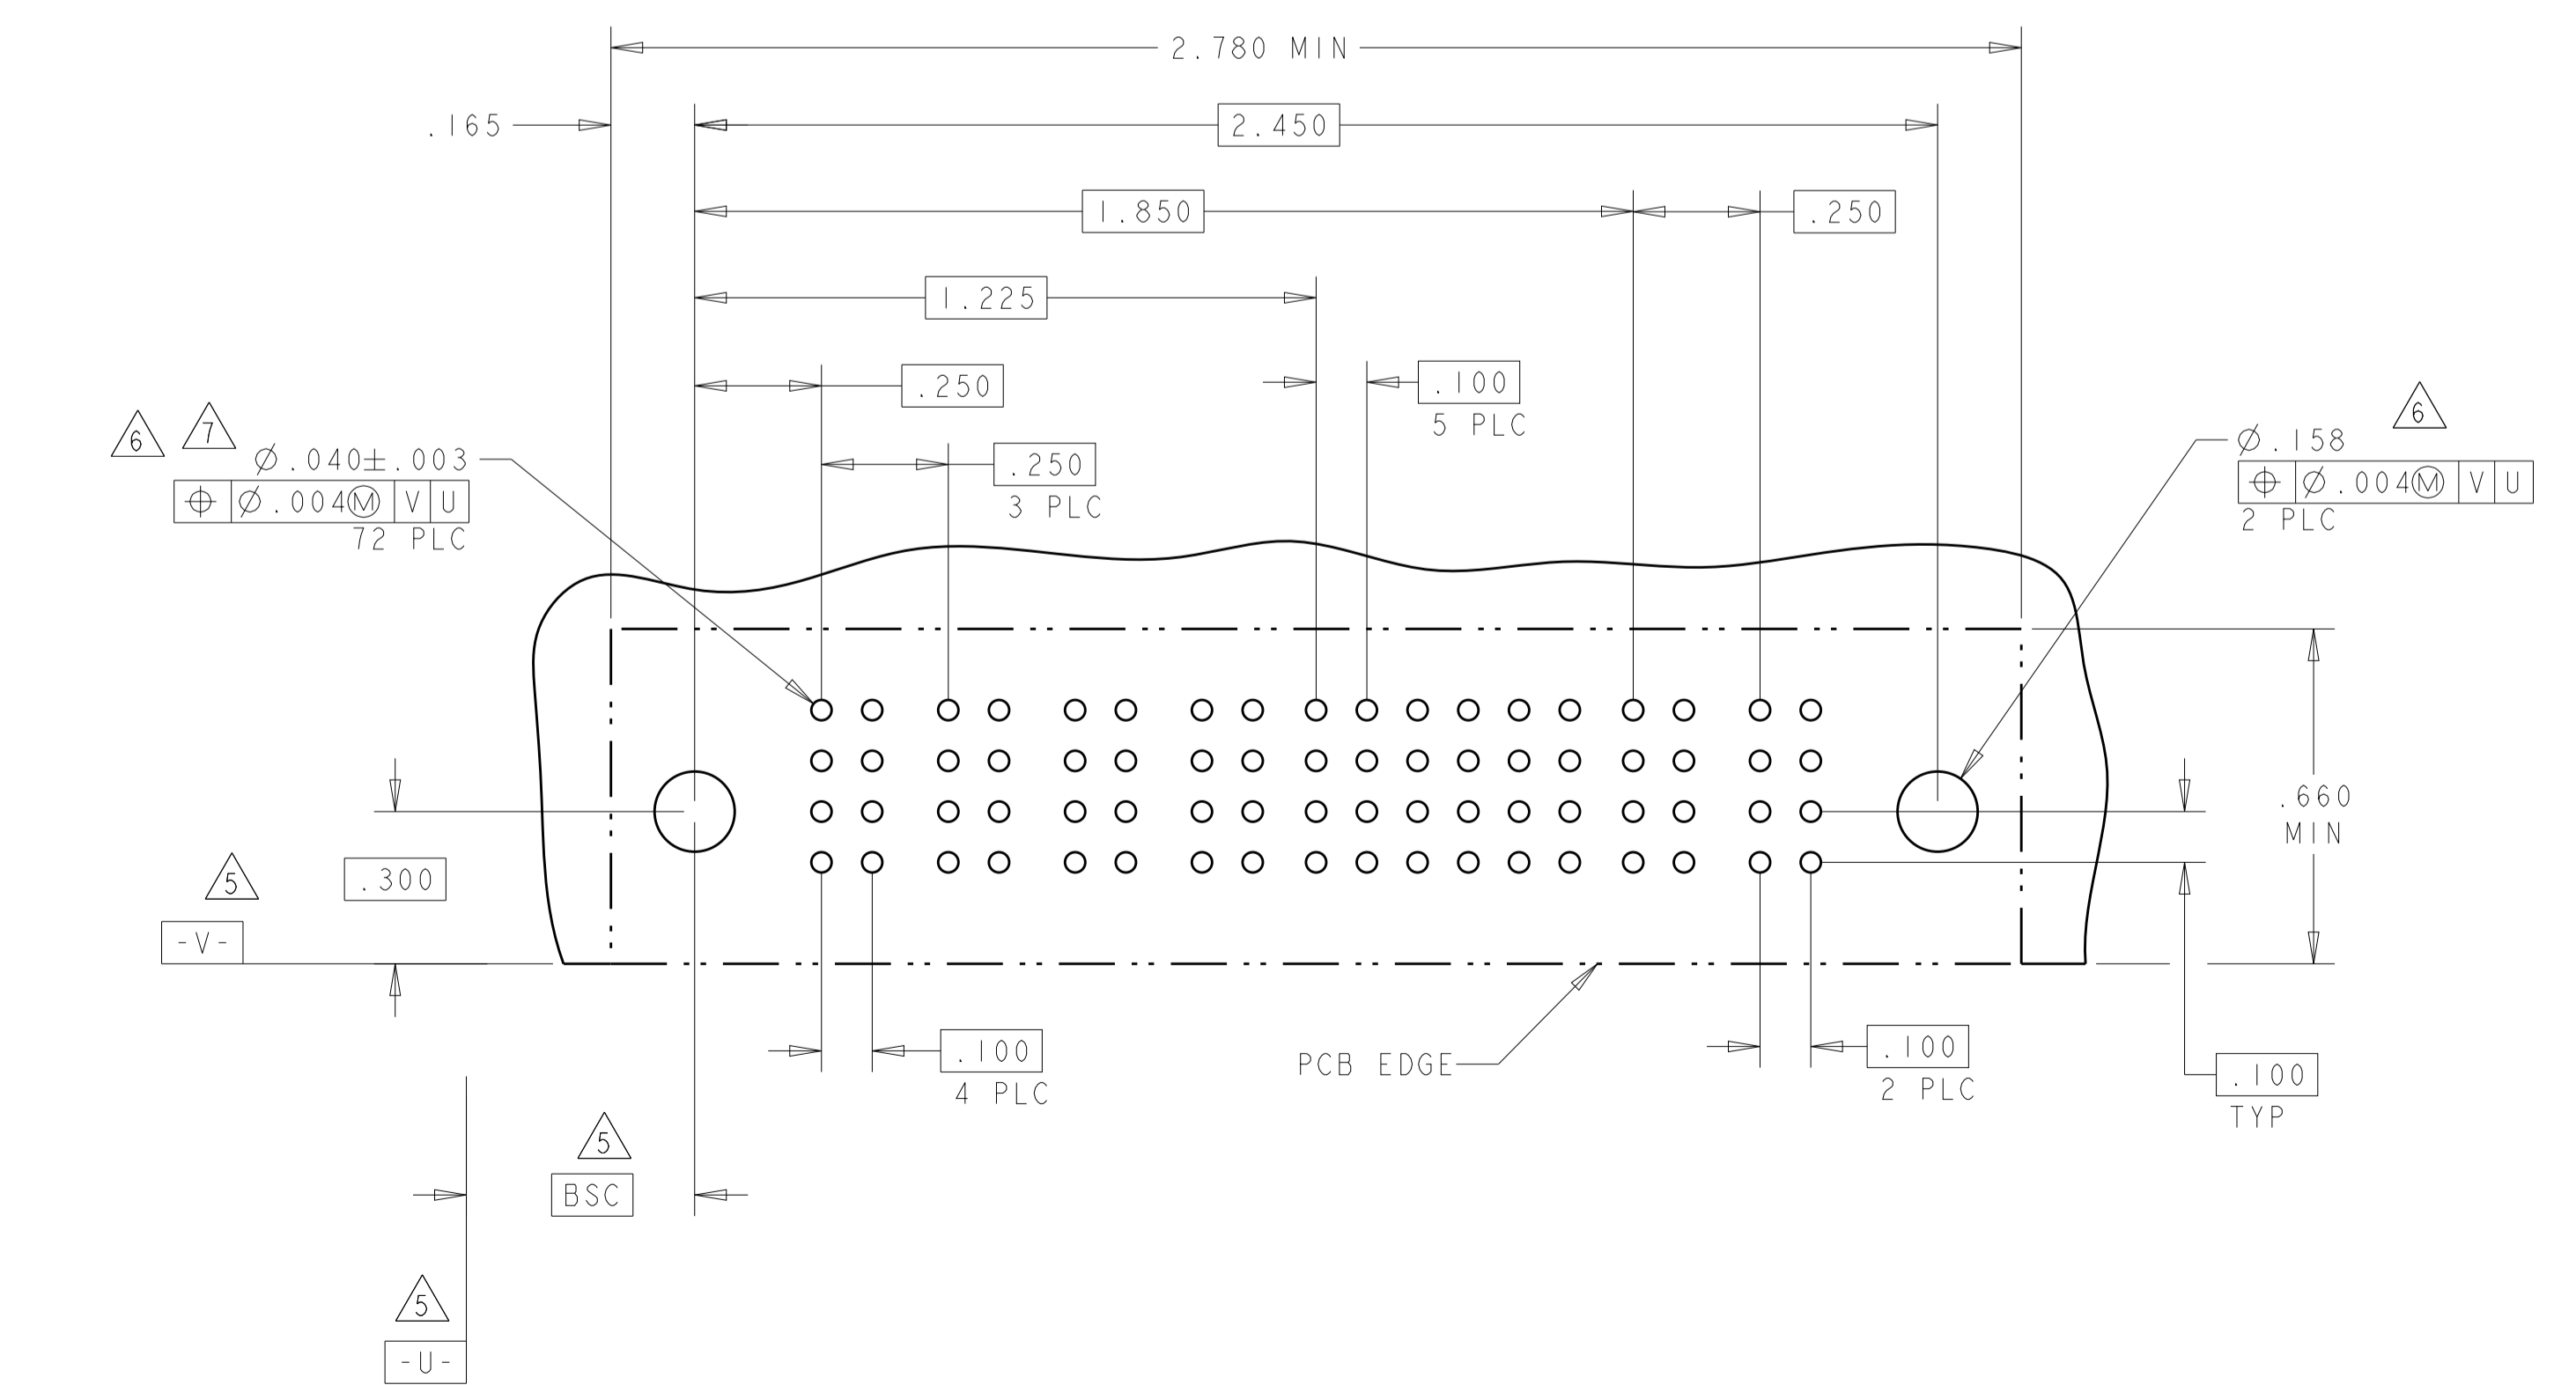 2.780 MIN
.165
2.450
1.850
.250
1.225
.250
.100
5 PLC
6
7
6
Ø.040±.003
⌖ Ø.004Ⓜ V U
72 PLC
.250
3 PLC
Ø.158
⌖ Ø.004Ⓜ V U
2 PLC
.660
MIN
5
.300
-V-
.100
4 PLC
PCB EDGE
.100
2 PLC
.100
TYP
5
BSC
5
-U-